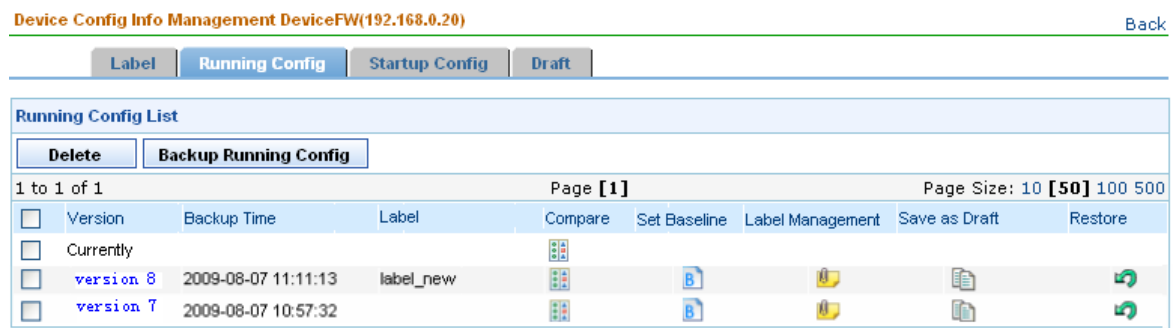 Device Config Info Management DeviceFW(192.168.0.20)
Back
Label Running Config Startup Config Draft
Running Config List
Delete Backup Running Config
1 to 1 of 1 Page [1] Page Size: 10 [50] 100 500
Version Backup Time Label Compare Set Baseline Label Management Save as Draft Restore
Currently
version 8 2009-08-07 11:11:13 label_new B
version 7 2009-08-07 10:57:32 B